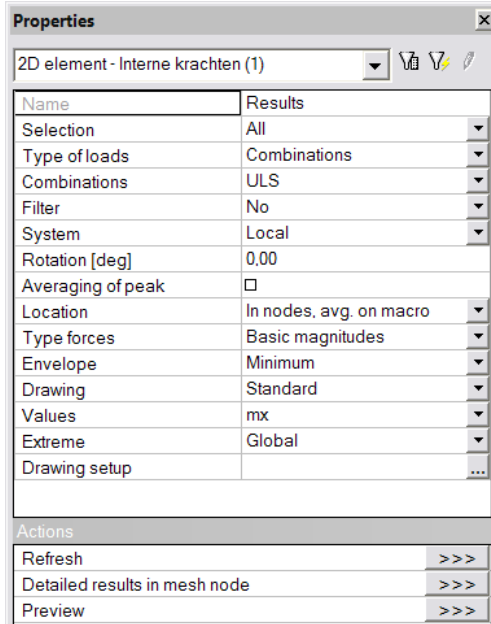 Properties
2D element - Interne krachten (1)
Name Results
Selection All
Type of loads Combinations
Combinations ULS
Filter No
System Local
Rotation [deg] 0,00
Averaging of peak
Location In nodes, avg. on macro
Type forces Basic magnitudes
Envelope Minimum
Drawing Standard
Values mx
Extreme Global
Drawing setup ...
Actions
Refresh >>>
Detailed results in mesh node >>>
Preview >>>